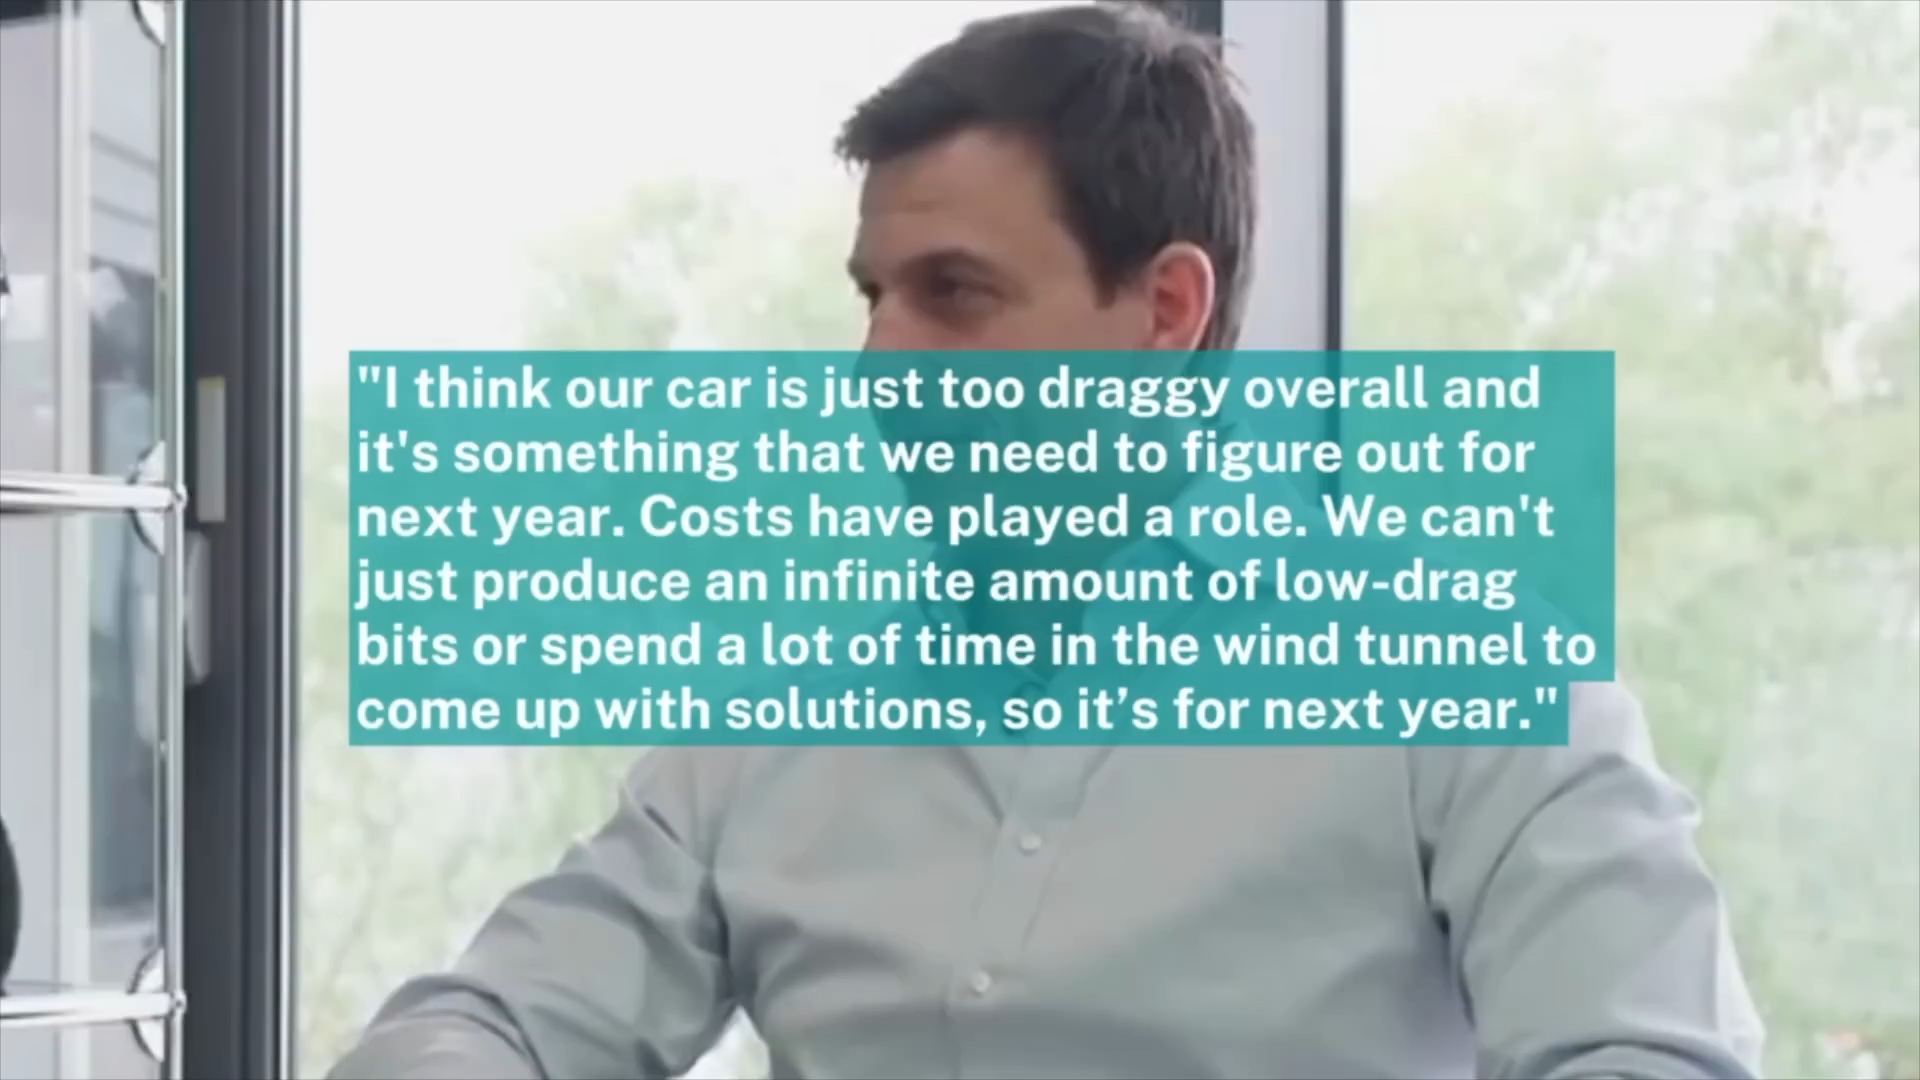 "I think our car is just too draggy overall and
it's something that we need to figure out for
next year. Costs have played a role. We can't
just produce an infinite amount of low-drag
bits or spend a lot of time in the wind tunnel to
come up with solutions, so it’s for next year."